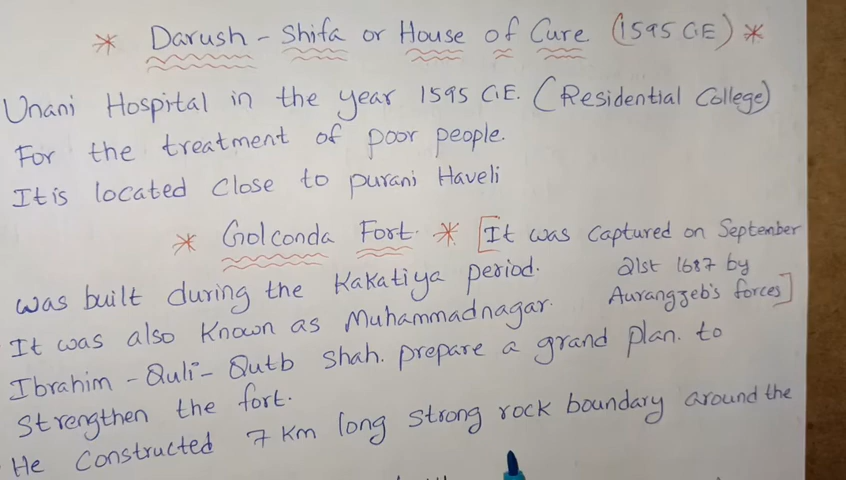 * Darush - Shifa or House of Cure (1595 C.E) *
Unani Hospital in the year 1595 C.E. (Residential College)
For the treatment of poor people.
It is located close to purani Haveli
* Golconda Fort. * [It was captured on September
21st 1687 by
Aurangzeb's forces]
was built during the Kakatiya period.
It was also known as Muhammadnagar.
Ibrahim - Quli - Qutb shah. prepare a grand plan. to
strengthen the fort.
He constructed 7 km long strong rock boundary around the